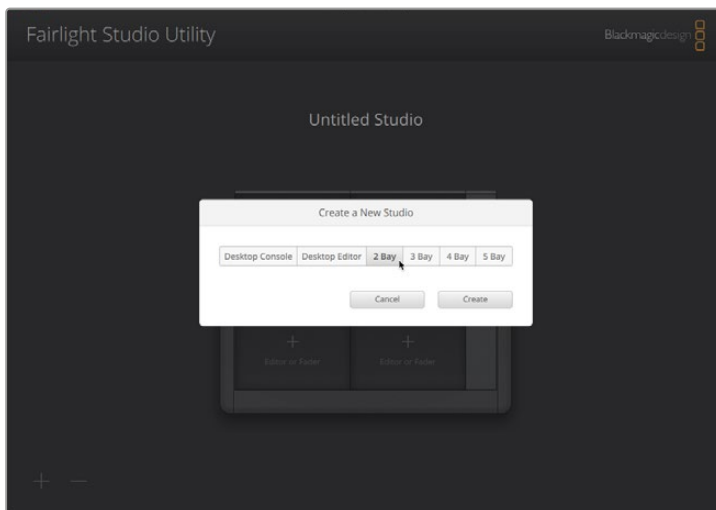 Fairlight Studio Utility
Blackmagicdesign
Untitled Studio
Create a New Studio
Desktop Console Desktop Editor 2 Bay 3 Bay 4 Bay 5 Bay
Cancel Create
+ +
Editor or Fader Editor or Fader
+ −